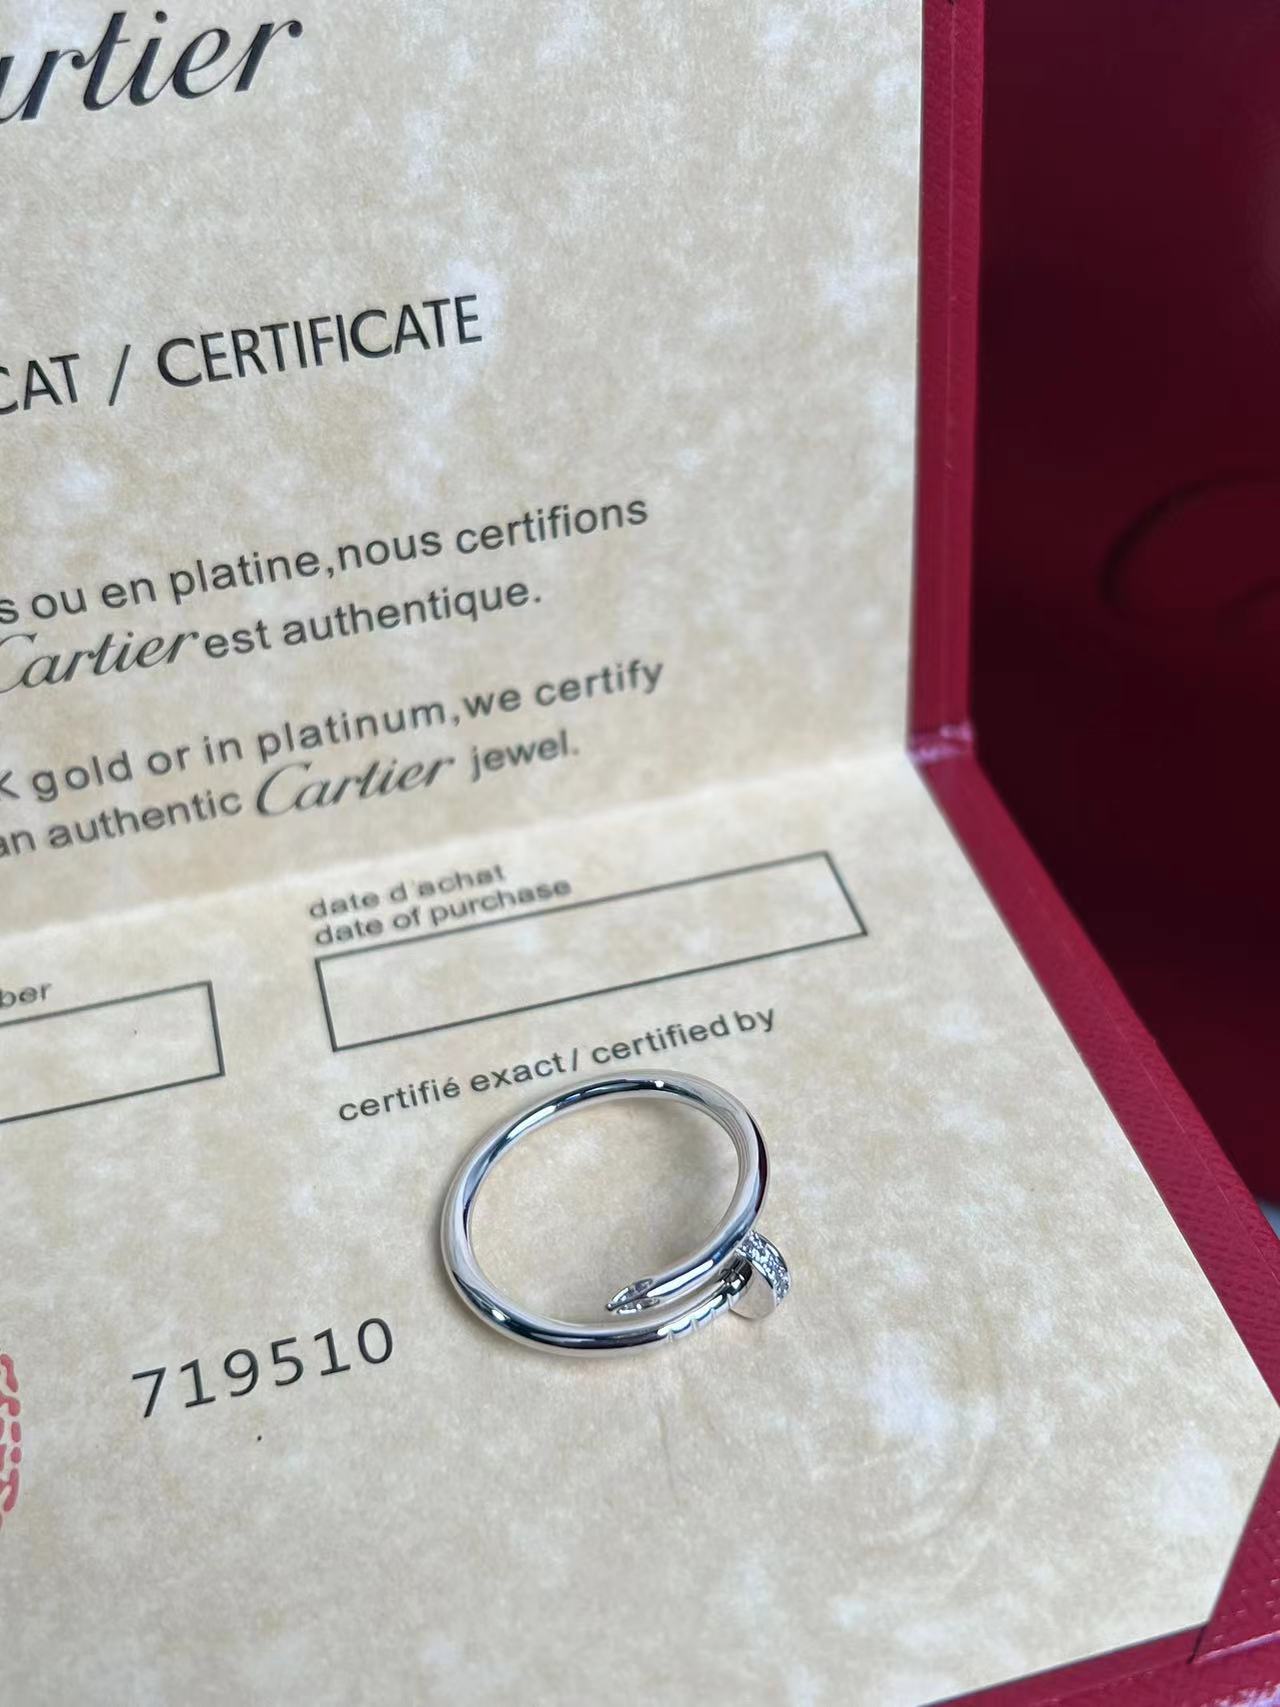 artier
CAT / CERTIFICATE
s ou en platine,nous certifions
Cartier est authentique.
K gold or in platinum,we certify
an authentic Cartier jewel.
date d'achat
date of purchase
ber
certifié exact / certified by
719510